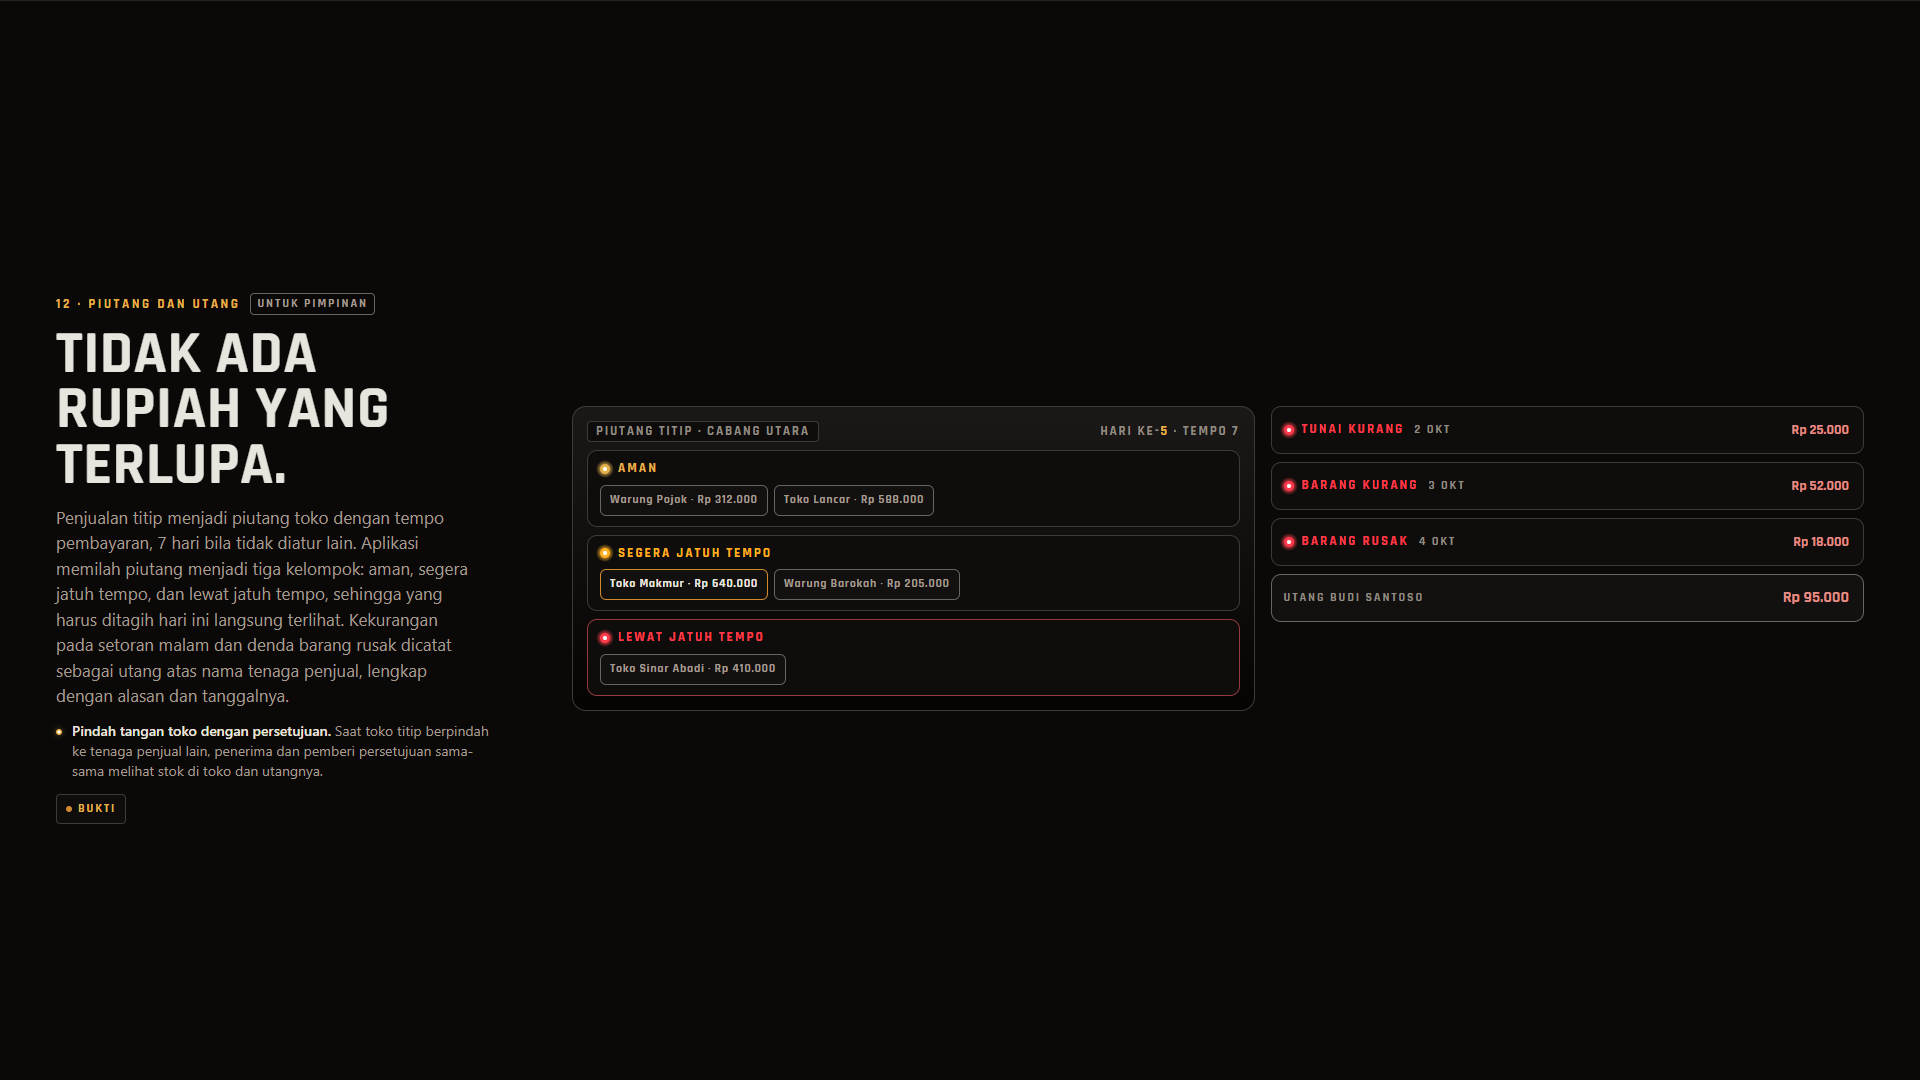 12 · PIUTANG DAN UTANG
UNTUK PIMPINAN
TIDAK ADA
RUPIAH YANG
TERLUPA.
Penjualan titip menjadi piutang toko dengan tempo
pembayaran, 7 hari bila tidak diatur lain. Aplikasi
memilah piutang menjadi tiga kelompok: aman, segera
jatuh tempo, dan lewat jatuh tempo, sehingga yang
harus ditagih hari ini langsung terlihat. Kekurangan
pada setoran malam dan denda barang rusak dicatat
sebagai utang atas nama tenaga penjual, lengkap
dengan alasan dan tanggalnya.
Pindah tangan toko dengan persetujuan. Saat toko titip berpindah
ke tenaga penjual lain, penerima dan pemberi persetujuan sama-
sama melihat stok di toko dan utangnya.
BUKTI
PIUTANG TITIP · CABANG UTARA
HARI KE-5 · TEMPO 7
AMAN
Warung Pojok · Rp 312.000
Toko Lancar · Rp 588.000
SEGERA JATUH TEMPO
Toko Makmur · Rp 640.000
Warung Barokah · Rp 205.000
LEWAT JATUH TEMPO
Toko Sinar Abadi · Rp 410.000
TUNAI KURANG 2 OKT Rp 25.000
BARANG KURANG 3 OKT Rp 52.000
BARANG RUSAK 4 OKT Rp 18.000
UTANG BUDI SANTOSO Rp 95.000